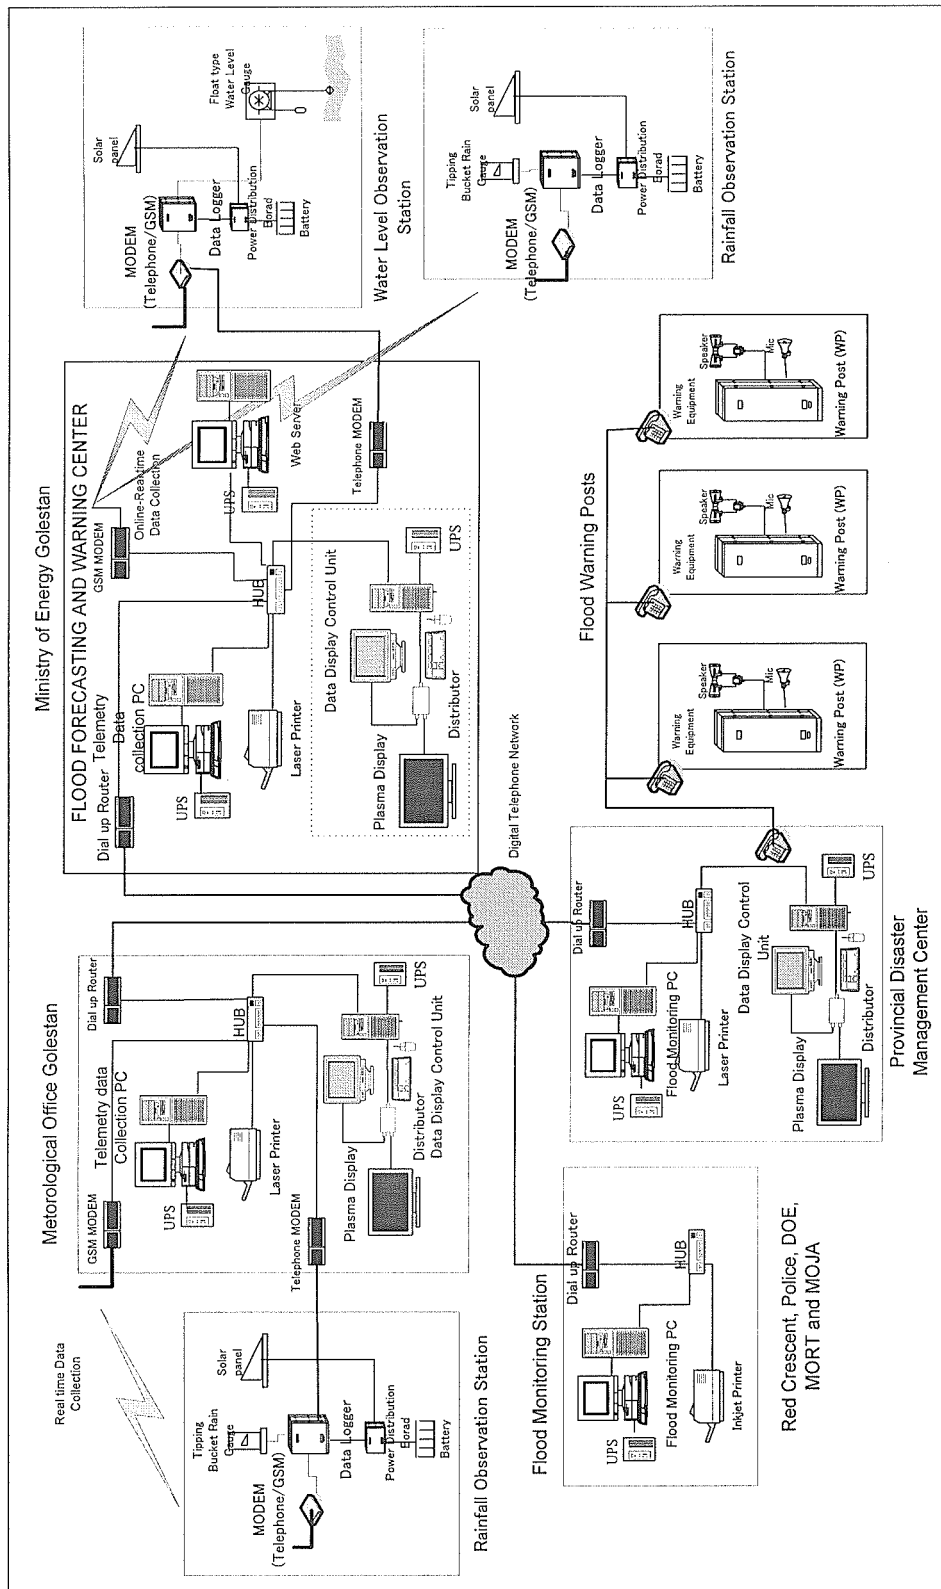 Real time Data
Collection
Tipping
Bucket Rain
Gauge
Solar
panel
MODEM
(Telephone/GSM)
Data Logger
Power Distribution
Borad
Battery
Rainfall Observation Station
Metorological Office Golestan
GSM MODEM
Telemetry data
Collection PC
Dial up Router
HUB
UPS
Laser Printer
Telephone MODEM
Plasma Display
UPS
Distributor
Data Display Control Unit
Ministry of Energy Golestan
FLOOD FORECASTING AND WARNING CENTER
Dial up Router
Telemetry
Data
collection PC
GSM MODEM
Online-Realtime
Data Collection
UPS
Web Server
HUB
UPS
Laser Printer
Telephone MODEM
Data Display Control Unit
Plasma Display
UPS
Distributor
Digital Telephone Network
Solar
panel
Float type
Water Level
Gauge
MODEM
(Telephone/GSM)
Data Logger
Power Distribution
Borad
Battery
Water Level Observation
Station
Tipping
Bucket Rain
Gauge
Solar
panel
MODEM
(Telephone/GSM)
Data Logger
Power Distribution
Borad
Battery
Rainfall Observation Station
Flood Monitoring Station
Dial up Router
HUB
UPS
Flood Monitoring PC
Inkjet Printer
Red Crescent, Police, DOE,
MORT and MOJA
Dial up Router
HUB
UPS
Flood Monitoring PC
Laser Printer
Data Display Control
Unit
Plasma Display
UPS
Distributor
Provincial Disaster
Management Center
Flood Warning Posts
Warning
Equipment
Speaker
Mic
Warning Post (WP)
Warning
Equipment
Speaker
Mic
Warning Post (WP)
Warning
Equipment
Speaker
Mic
Warning Post (WP)